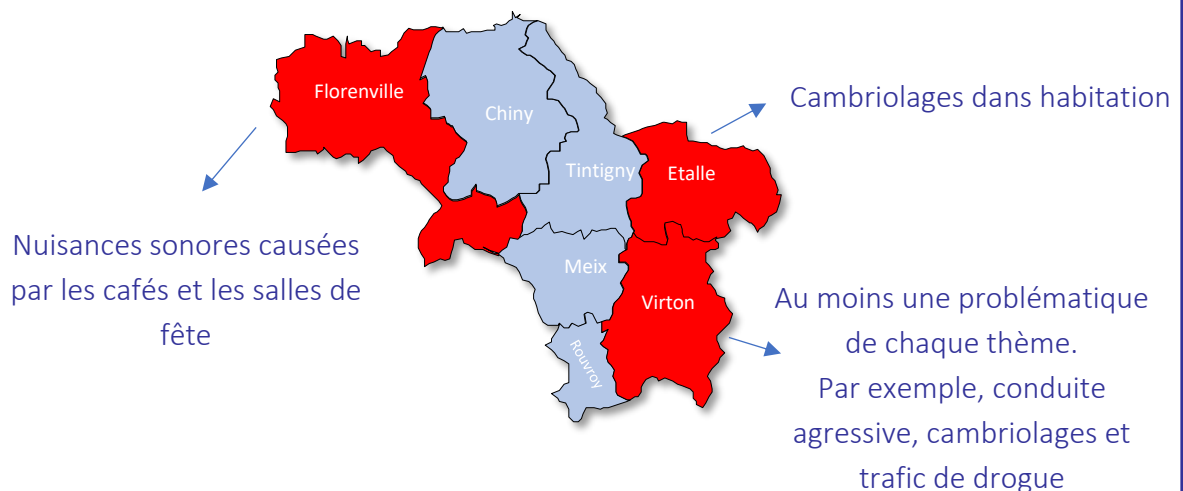 Florenville
Chiny
Cambriolages dans habitation
Tintigny
Etalle
Nuisances sonores causées
par les cafés et les salles de
fête
Meix
Virton
Rouvroy
Au moins une problématique
de chaque thème.
Par exemple, conduite
agressive, cambriolages et
trafic de drogue